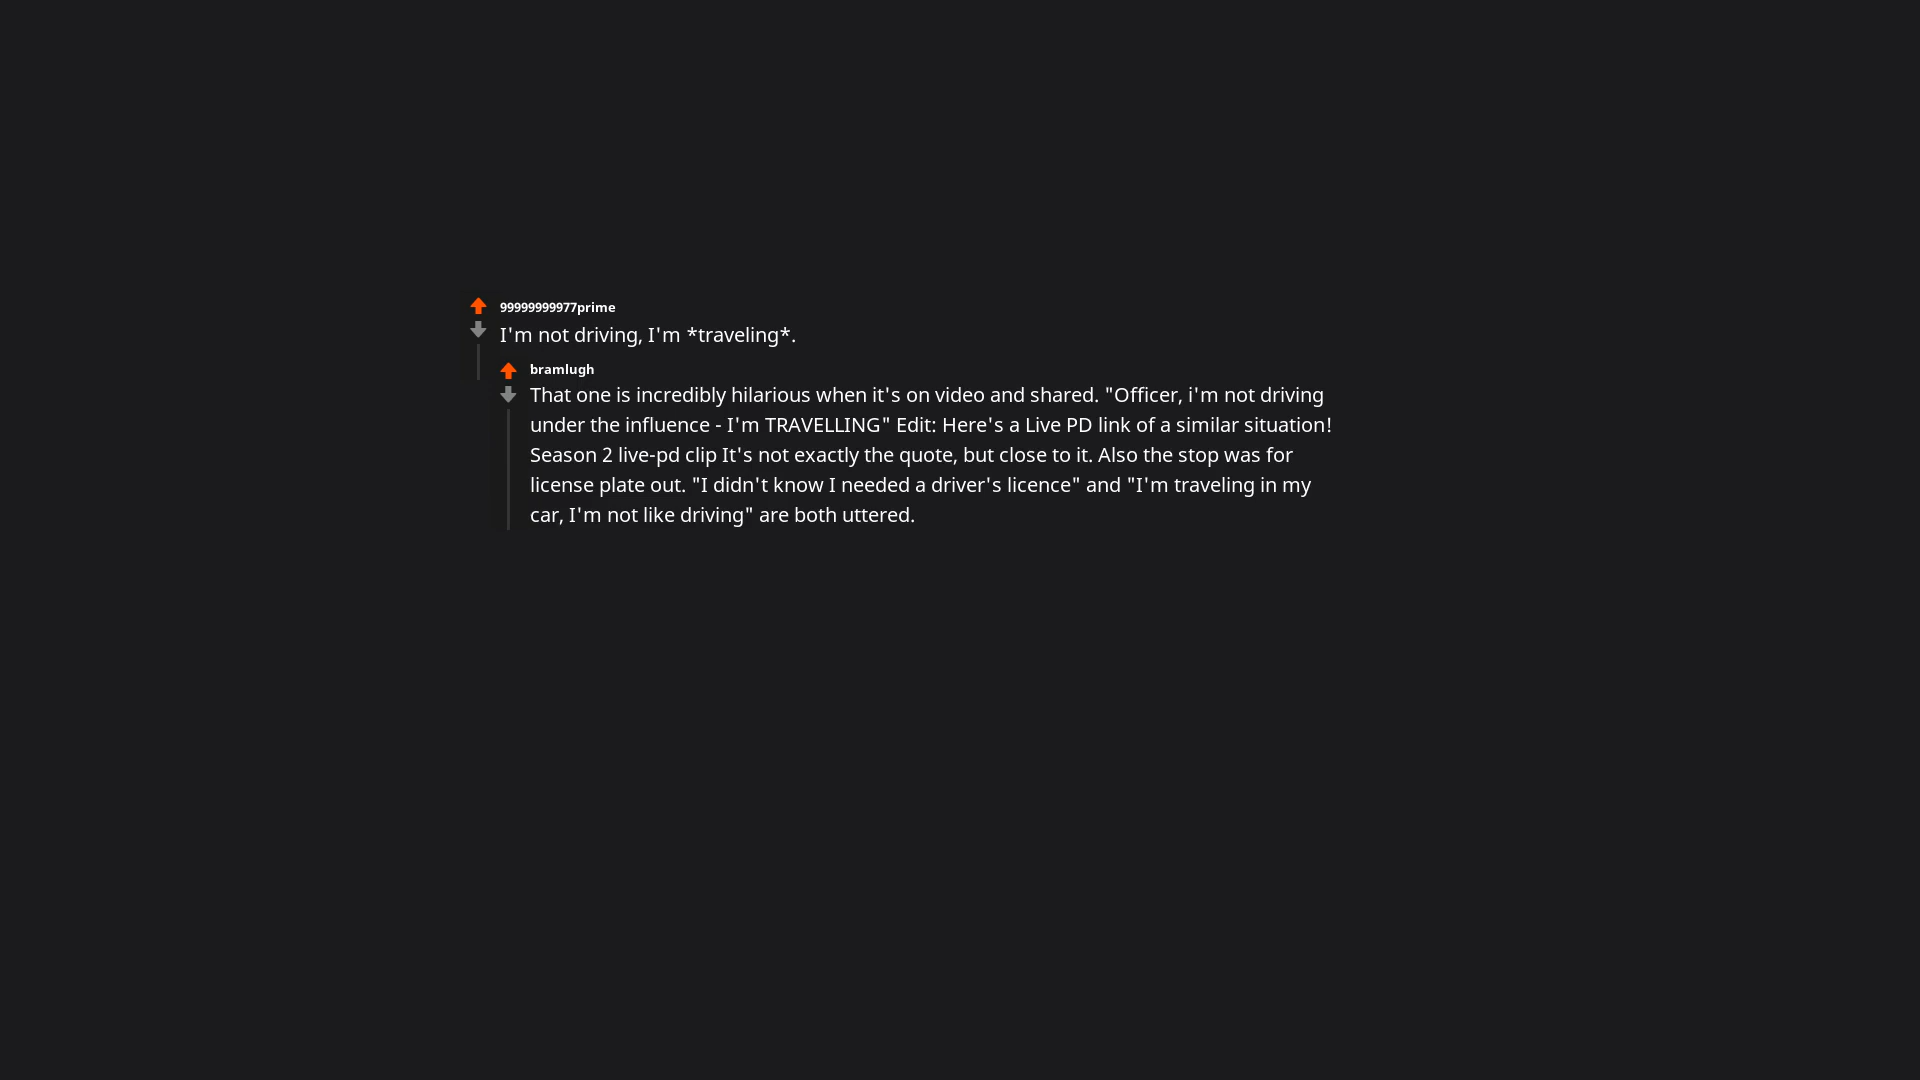 99999999977prime
I'm not driving, I'm *traveling*.
bramlugh
That one is incredibly hilarious when it's on video and shared. "Officer, i'm not driving
under the influence - I'm TRAVELLING" Edit: Here's a Live PD link of a similar situation!
Season 2 live-pd clip It's not exactly the quote, but close to it. Also the stop was for
license plate out. "I didn't know I needed a driver's licence" and "I'm traveling in my
car, I'm not like driving" are both uttered.